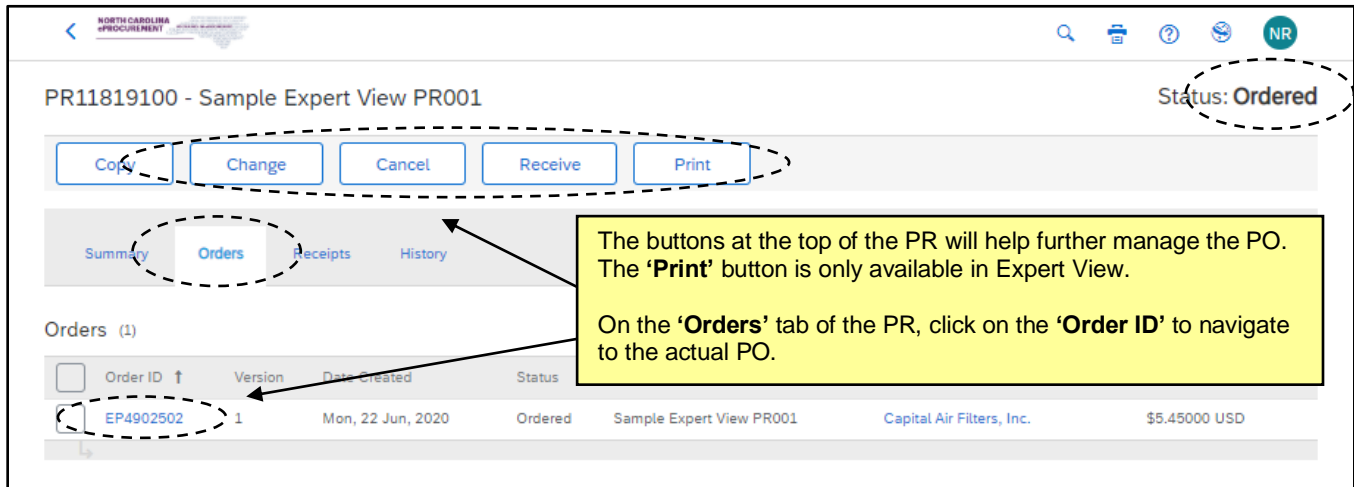 NORTH CAROLINA
ePROCUREMENT
NR
PR11819100 - Sample Expert View PR001
Status: Ordered
Copy Change Cancel Receive Print
Summary Orders Receipts History
The buttons at the top of the PR will help further manage the PO.
The ‘Print’ button is only available in Expert View.
On the ‘Orders’ tab of the PR, click on the ‘Order ID’ to navigate
to the actual PO.
Orders (1)
Order ID ↑ Version Date Created Status
EP4902502 1 Mon, 22 Jun, 2020 Ordered Sample Expert View PR001 Capital Air Filters, Inc. $5.45000 USD